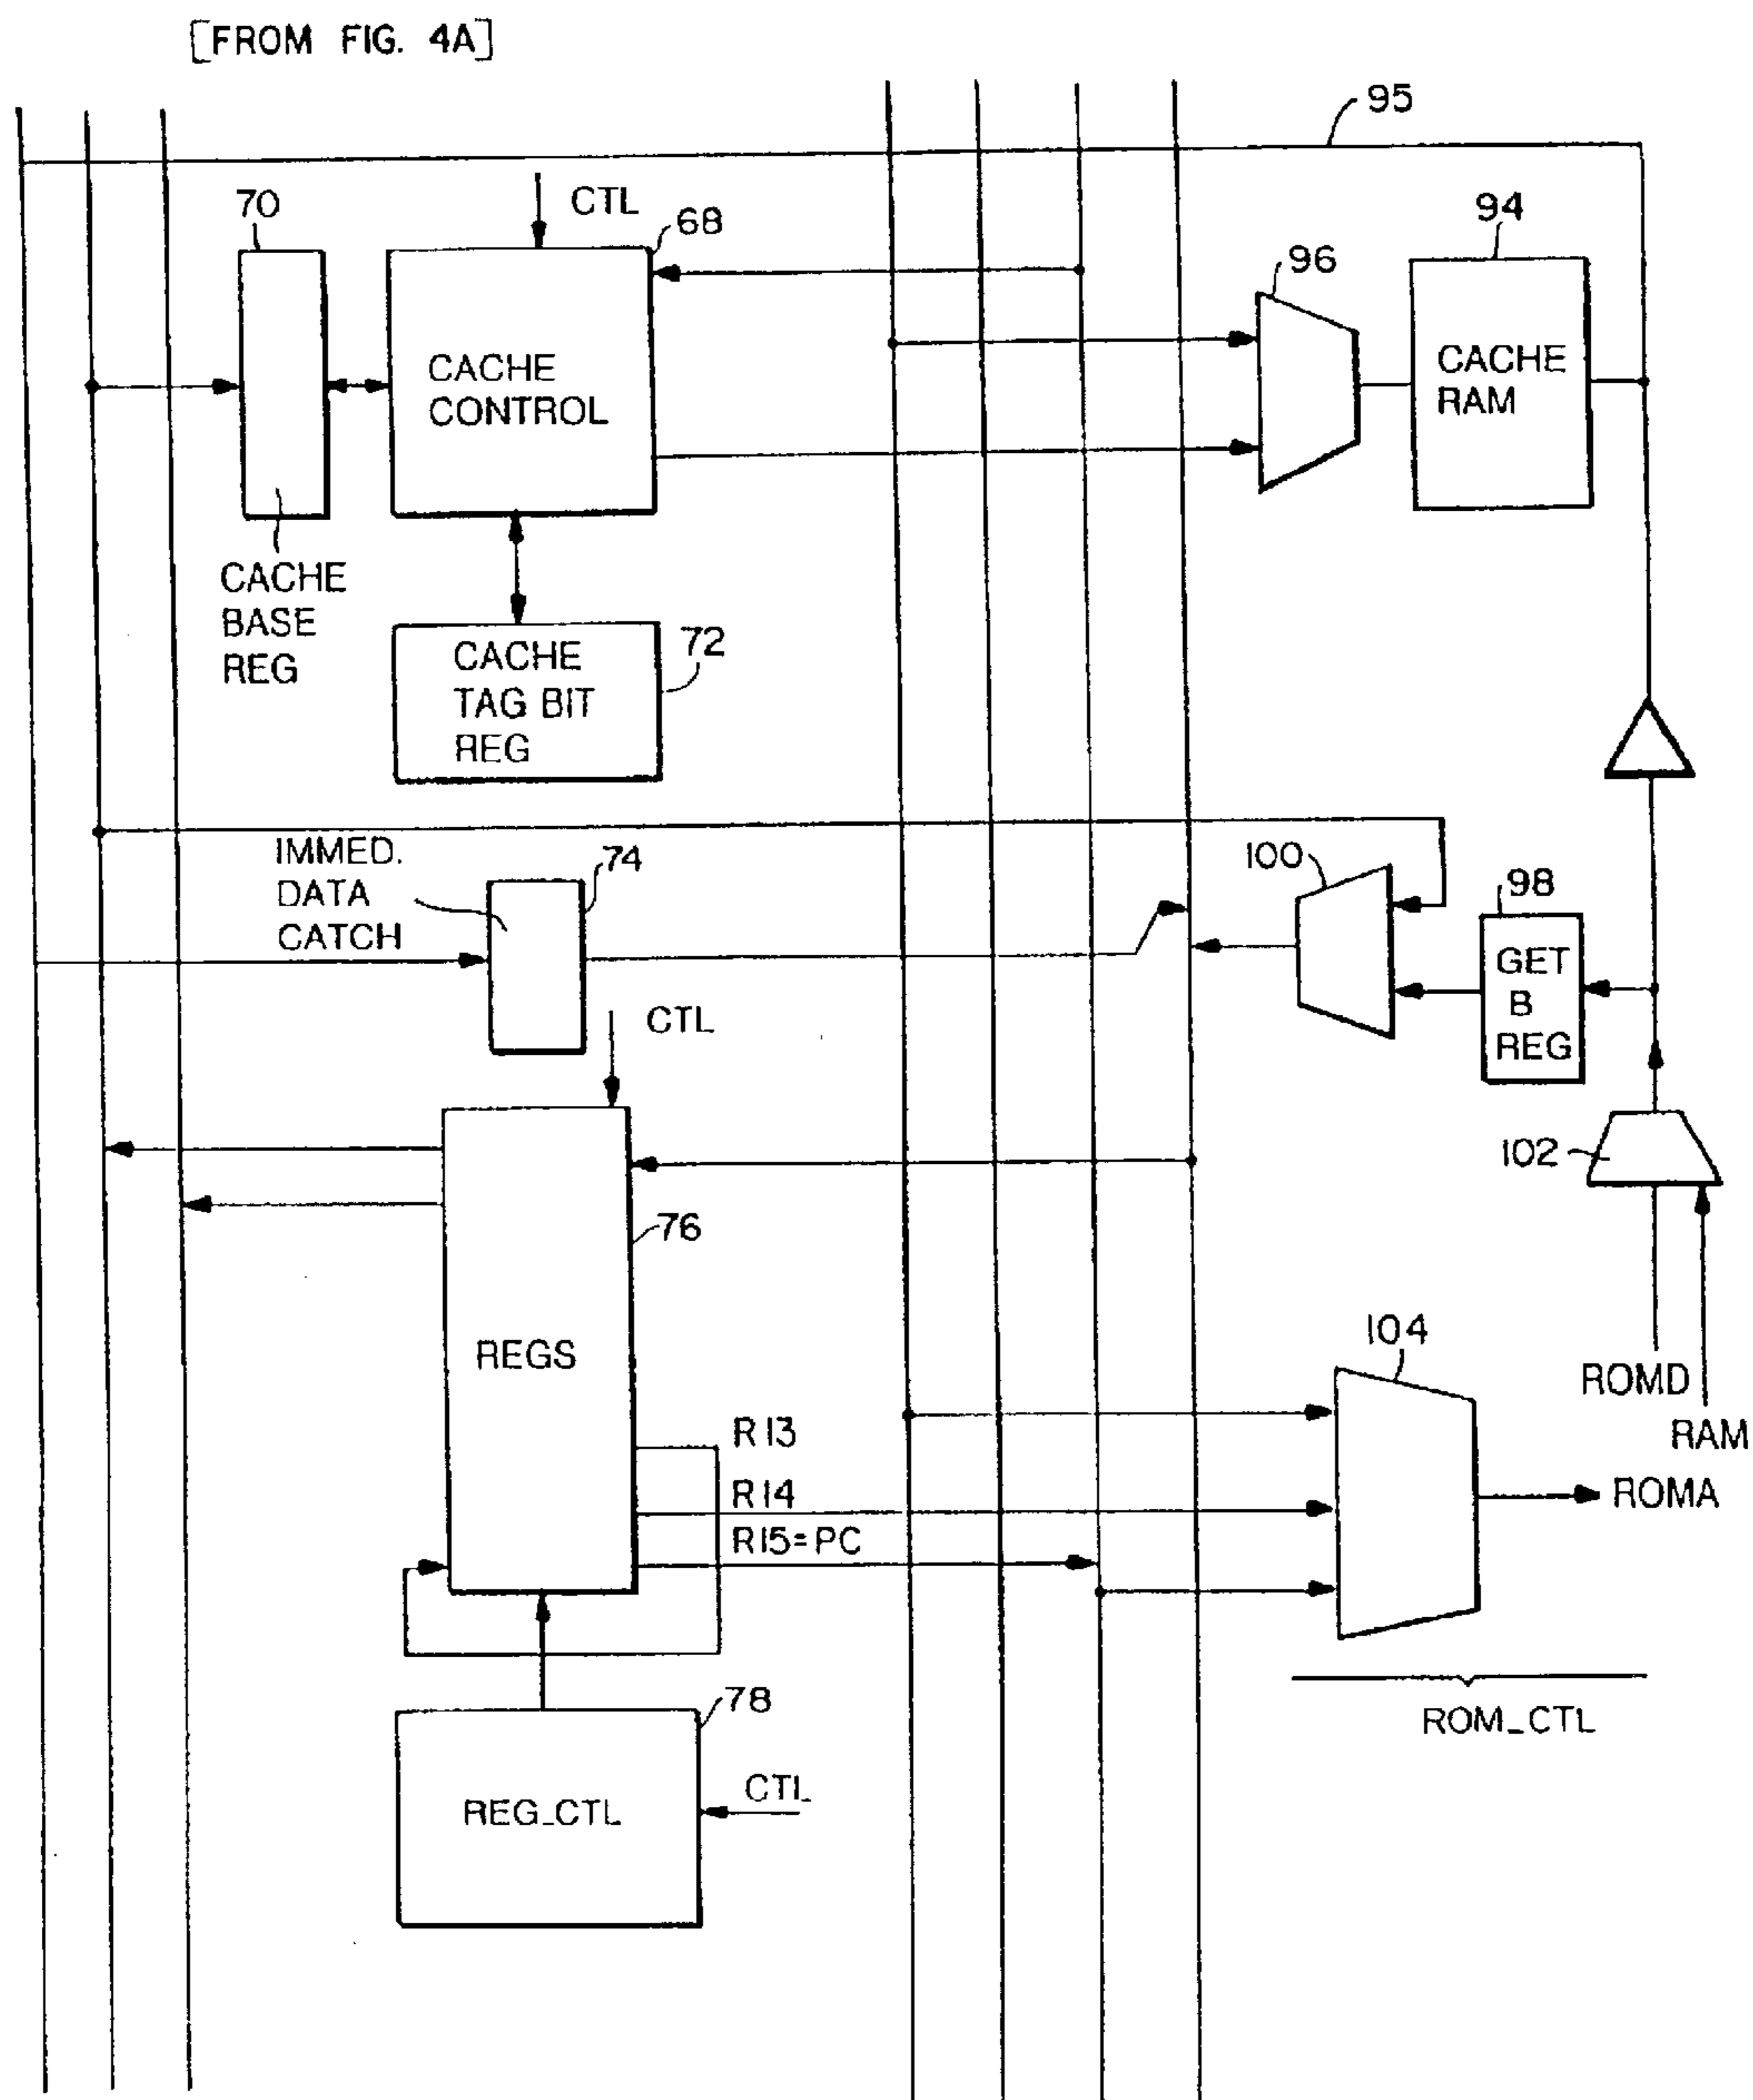 [FROM FIG. 4A]
95
70
CTL
68
94
96
CACHE
CONTROL
CACHE
RAM
CACHE
BASE
REG
72
CACHE
TAG BIT
REG
IMMED.
DATA
CATCH
74
100
98
GET
B
REG
CTL
102
76
REGS
104
ROMD
RAM
R13
R14
ROMA
R15=PC
78
ROM_CTL
REG_CTL
CTL